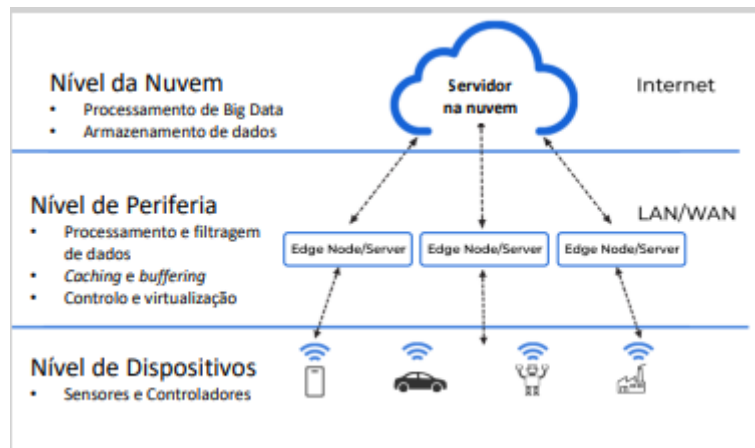 Nível da Nuvem
• Processamento de Big Data
• Armazenamento de dados
Servidor
na nuvem
Internet
Nível de Periferia
• Processamento e filtragem
de dados
• Caching e buffering
• Controlo e virtualização
LAN/WAN
Edge Node/Server
Edge Node/Server
Edge Node/Server
Nível de Dispositivos
• Sensores e Controladores